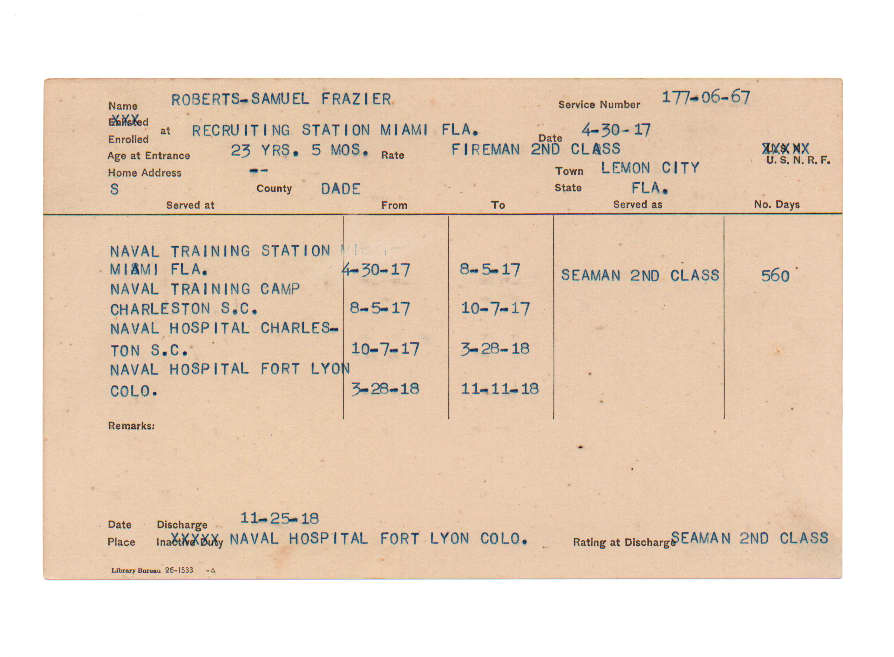 Name ROBERTS-SAMUEL FRAZIER Service Number 177-06-67
Enlisted
Enrolled at RECRUITING STATION MIAMI FLA. Date 4-30-17
Age at Entrance 23 YRS. 5 MOS. Rate FIREMAN 2ND CLASS U.S.N.R.F.
Home Address -- Town LEMON CITY
S County DADE State FLA.
Served at From To Served as No. Days
NAVAL TRAINING STATION
MIAMI FLA. 4-30-17 8-5-17 SEAMAN 2ND CLASS 560
NAVAL TRAINING CAMP
CHARLESTON S.C. 8-5-17 10-7-17
NAVAL HOSPITAL CHARLES-
TON S.C. 10-7-17 3-28-18
NAVAL HOSPITAL FORT LYON
COLO. 3-28-18 11-11-18
Remarks:
Date Discharge 11-25-18
Place Inactive Duty NAVAL HOSPITAL FORT LYON COLO. Rating at Discharge SEAMAN 2ND CLASS
Library Bureau 26-1533